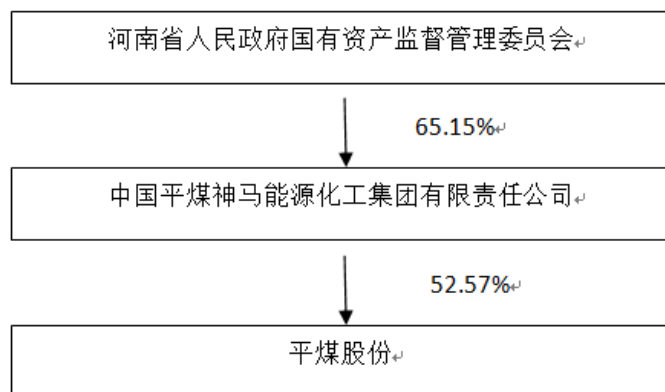 河南省人民政府国有资产监督管理委员会
65.15%
中国平煤神马能源化工集团有限责任公司
52.57%
平煤股份